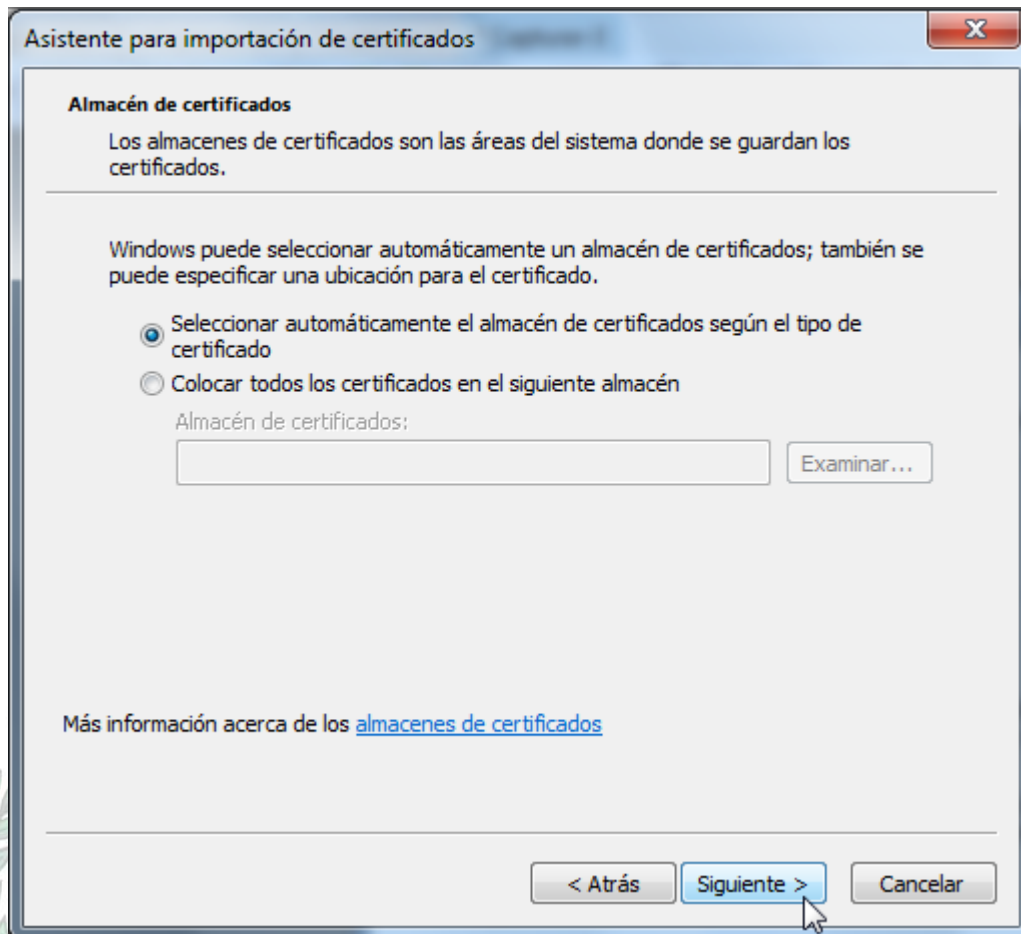 Asistente para importación de certificados
Almacén de certificados
Los almacenes de certificados son las áreas del sistema donde se guardan los
certificados.
Windows puede seleccionar automáticamente un almacén de certificados; también se
puede especificar una ubicación para el certificado.
Seleccionar automáticamente el almacén de certificados según el tipo de
certificado
Colocar todos los certificados en el siguiente almacén
Almacén de certificados:
Examinar...
Más información acerca de los almacenes de certificados
< Atrás Siguiente > Cancelar